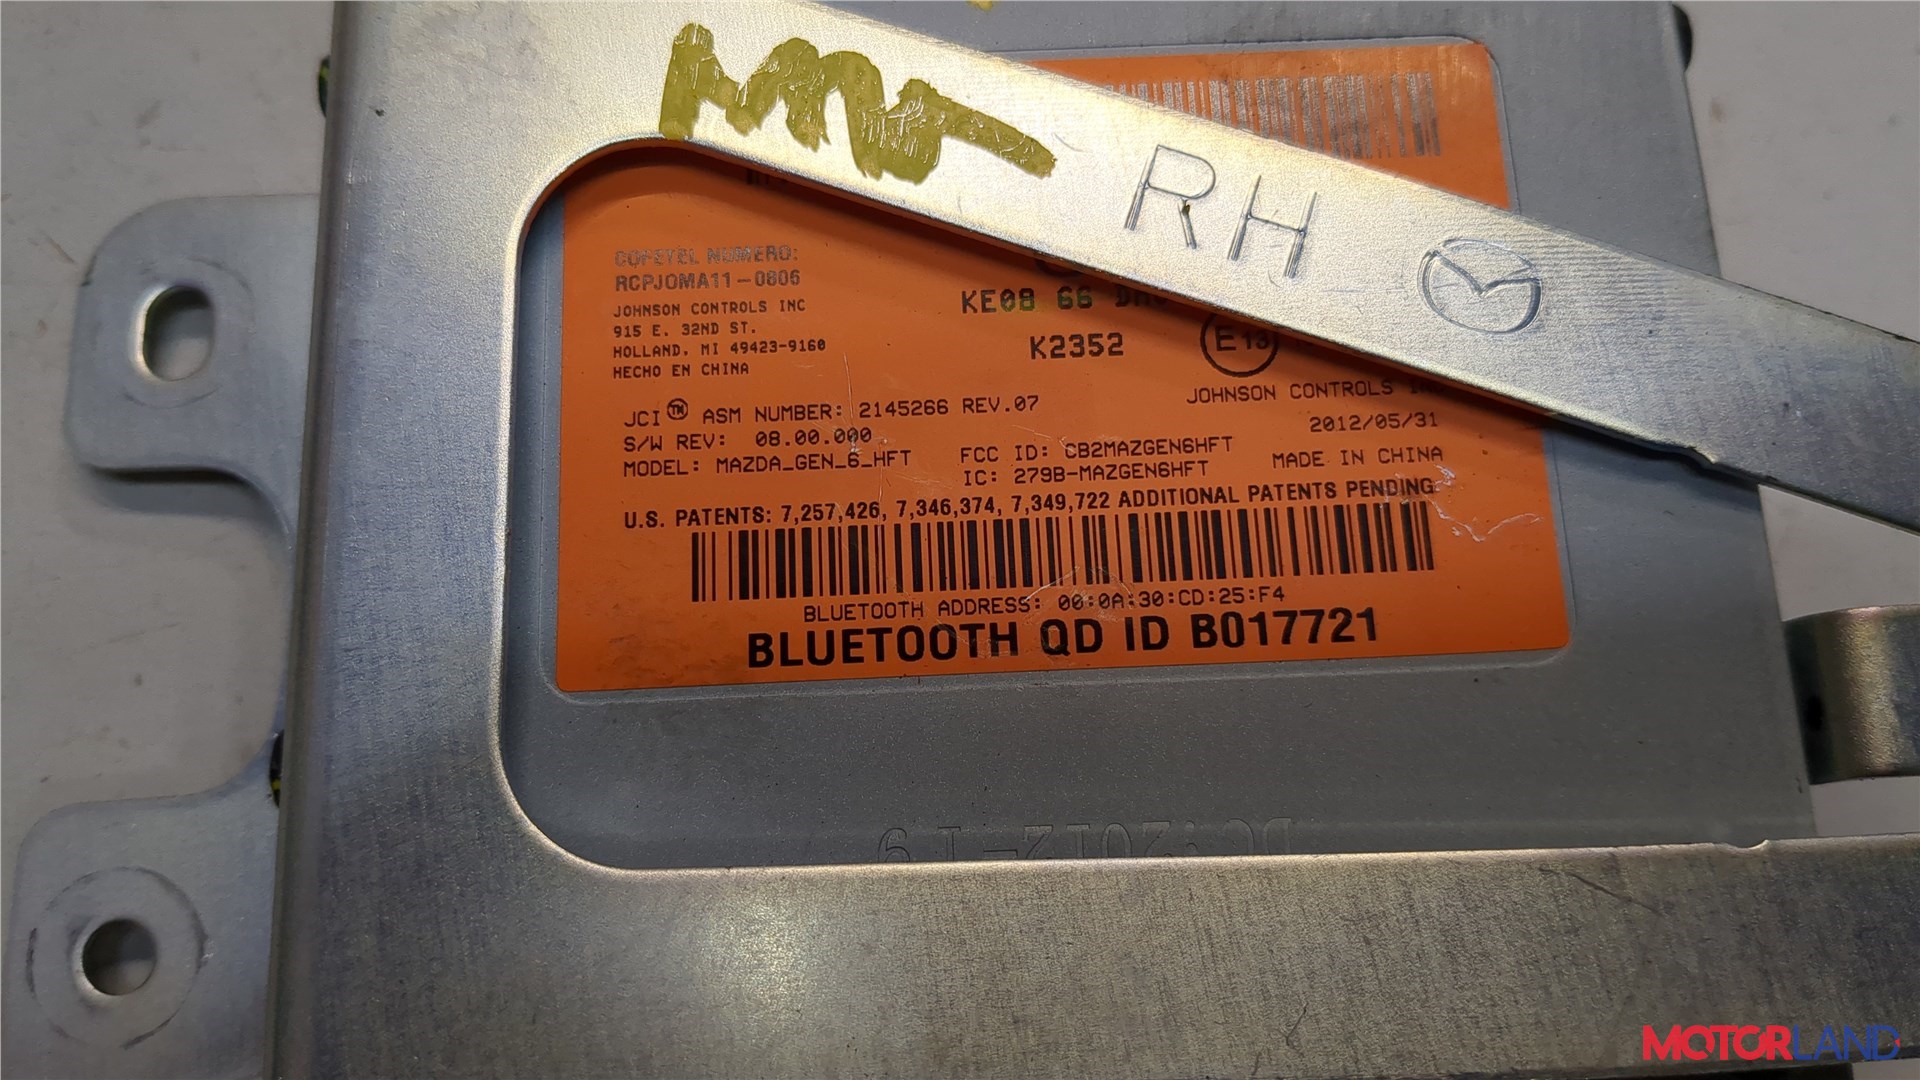 RH
COFETEL NUMERO:
RCPJOMA11-0806
JOHNSON CONTROLS INC
915 E. 32ND ST.
HOLLAND, MI 49423-9160
HECHO EN CHINA
KE08 66
K2352
E13
JOHNSON CONTROLS
2012/05/31
MADE IN CHINA
JCI™ ASM NUMBER: 2145266 REV.07
S/W REV: 08.00.000
MODEL: MAZDA_GEN_6_HFT
FCC ID: CB2MAZGEN6HFT
IC: 279B-MAZGEN6HFT
U.S. PATENTS: 7,257,426, 7,346,374, 7,349,722 ADDITIONAL PATENTS PENDING.
BLUETOOTH ADDRESS: 00:0A:30:CD:25:F4
BLUETOOTH QD ID B017721
MOTORLAND